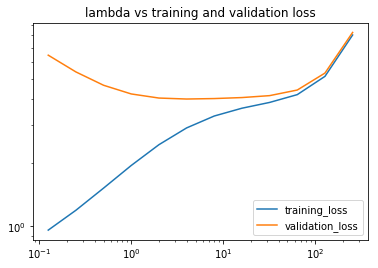 lambda vs training and validation loss
10⁰
10⁻¹
10⁰
10¹
10²
training_loss
validation_loss